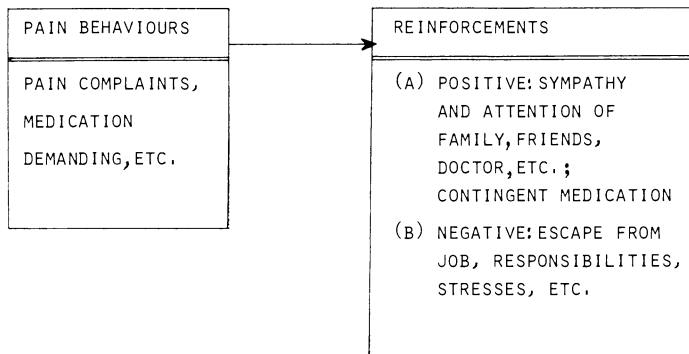 PAIN BEHAVIOURS
PAIN COMPLAINTS,
MEDICATION
DEMANDING, ETC.
REINFORCEMENTS
(A) POSITIVE: SYMPATHY
AND ATTENTION OF
FAMILY, FRIENDS,
DOCTOR, ETC.;
CONTINGENT MEDICATION
(B) NEGATIVE: ESCAPE FROM
JOB, RESPONSIBILITIES,
STRESSES, ETC.